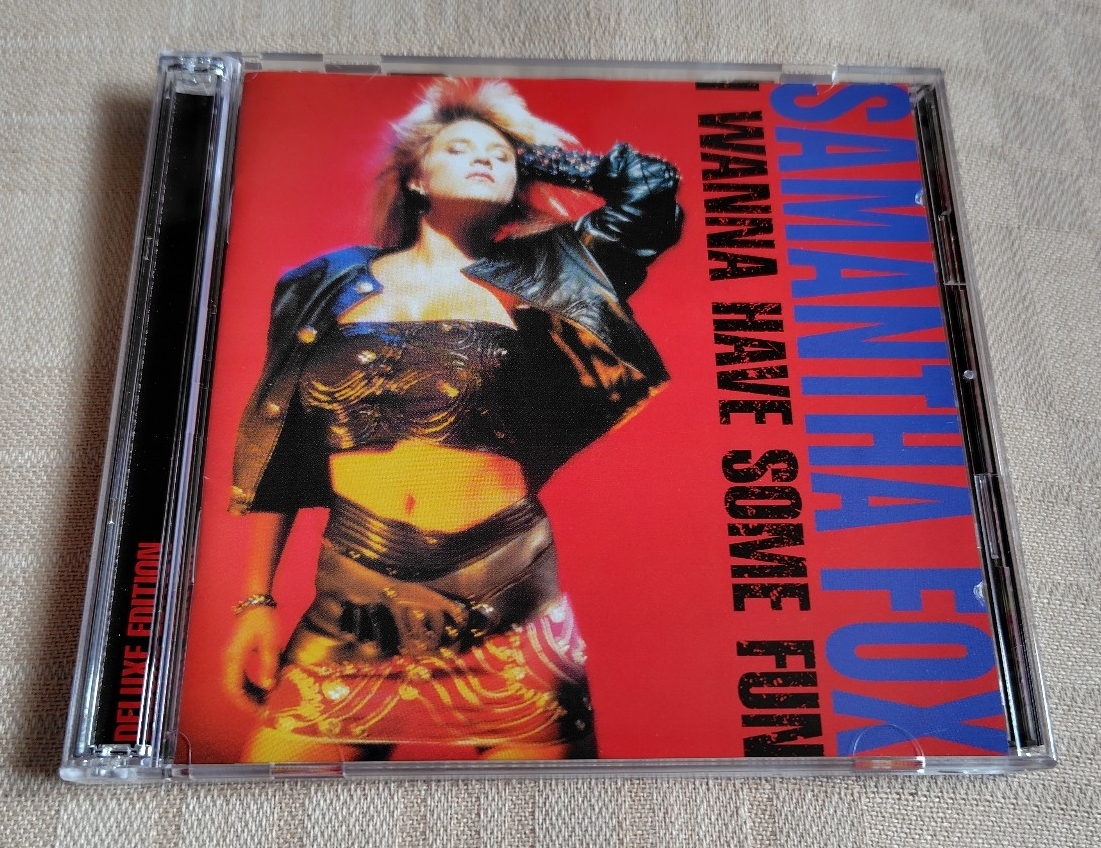 SAMANTHA FOX
I WANNA HAVE SOME FUN
DELUXE EDITION